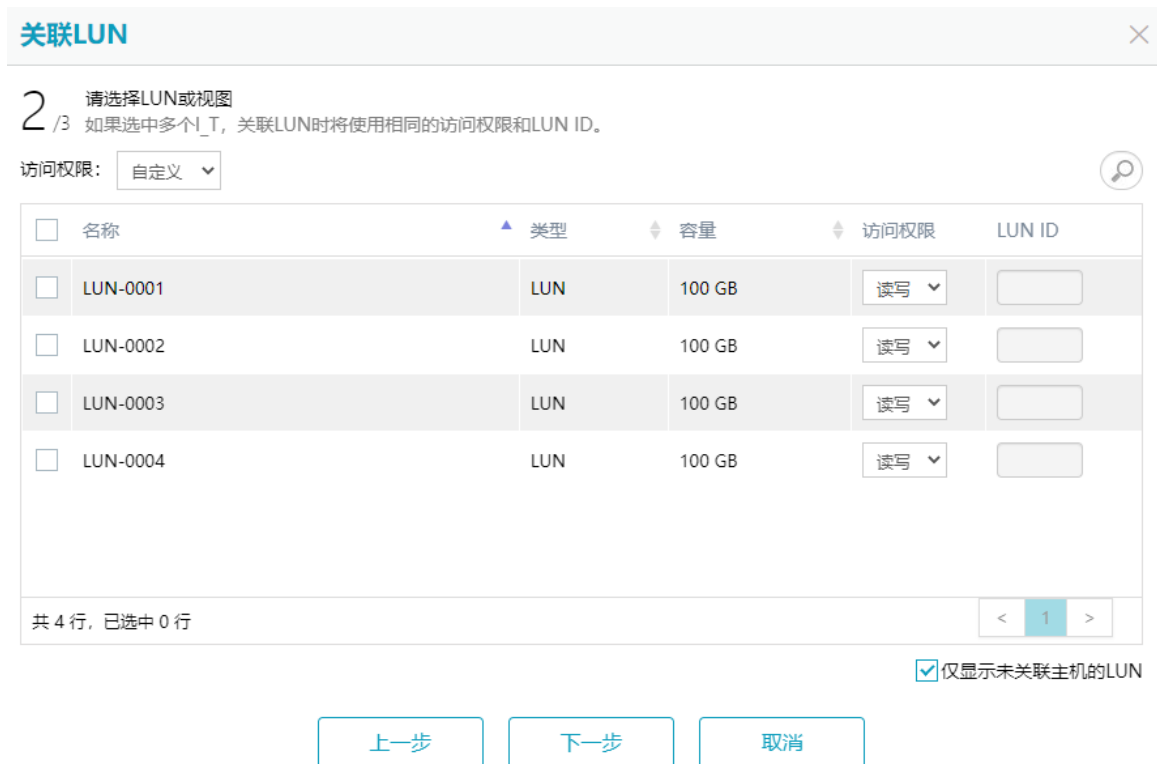 关联LUN
2/3 请选择LUN或视图
如果选中多个I_T，关联LUN时将使用相同的访问权限和LUN ID。
访问权限： 自定义
名称 类型 容量 访问权限 LUN ID
LUN-0001 LUN 100 GB 读写
LUN-0002 LUN 100 GB 读写
LUN-0003 LUN 100 GB 读写
LUN-0004 LUN 100 GB 读写
共 4 行，已选中 0 行 < 1 >
仅显示未关联主机的LUN
上一步 下一步 取消